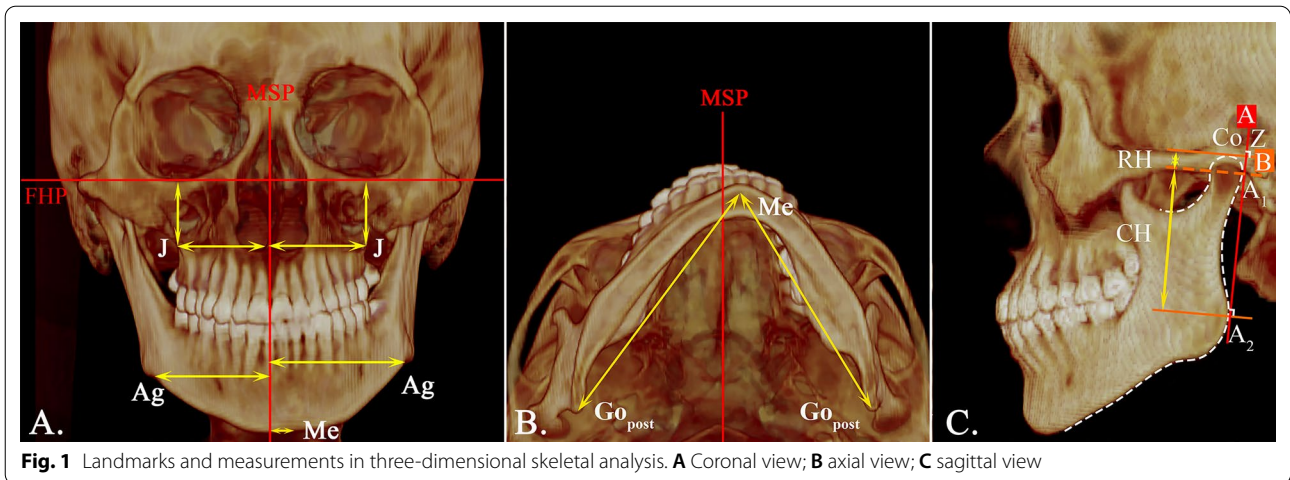 MSP
FHP
J
J
Ag
Ag
Me
A.
MSP
Me
Go post
Go post
B.
A
Co Z
RH
B
A1
CH
A2
C.
Fig. 1 Landmarks and measurements in three-dimensional skeletal analysis. A Coronal view; B axial view; C sagittal view